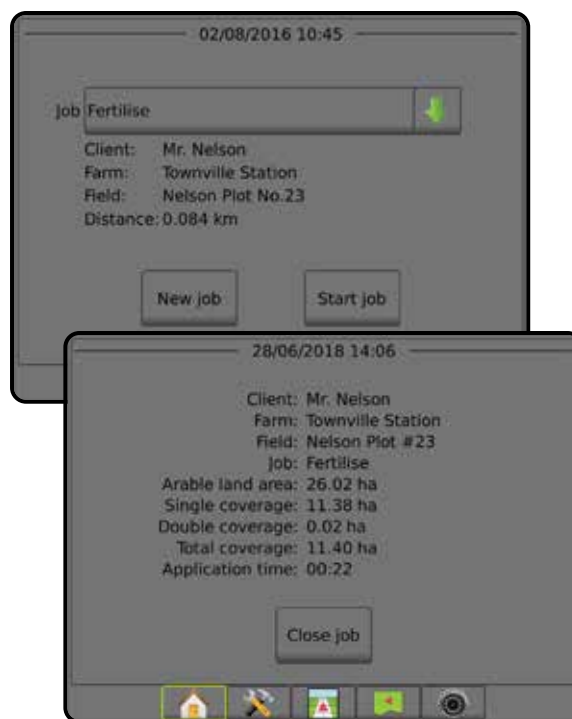 02/08/2016 10:45
Job Fertilise
Client: Mr. Nelson
Farm: Townville Station
Field: Nelson Plot No.23
Distance: 0.084 km
New job Start job
28/06/2018 14:06
Client: Mr. Nelson
Farm: Townville Station
Field: Nelson Plot #23
Job: Fertilise
Arable land area: 26.02 ha
Single coverage: 11.38 ha
Double coverage: 0.02 ha
Total coverage: 11.40 ha
Application time: 00:22
Close job